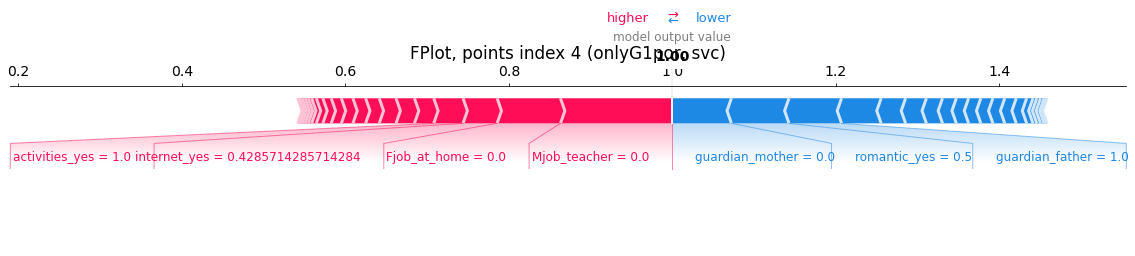 higher ⇄ lower
model output value
FPlot, points index 4 (onlyG1por, svc)
1.00
0.2 0.4 0.6 0.8 1.0 1.2 1.4
activities_yes = 1.0 internet_yes = 0.4285714285714284 Fjob_at_home = 0.0 Mjob_teacher = 0.0 guardian_mother = 0.0 romantic_yes = 0.5 guardian_father = 1.0